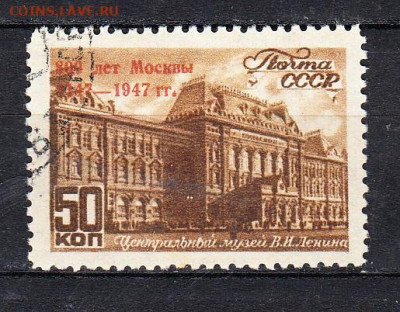 coins.lave.ru
800 лет Москвы
1147—1947 гг.
Почта
СССР
50
КОП
Центральный музей В.И. Ленина